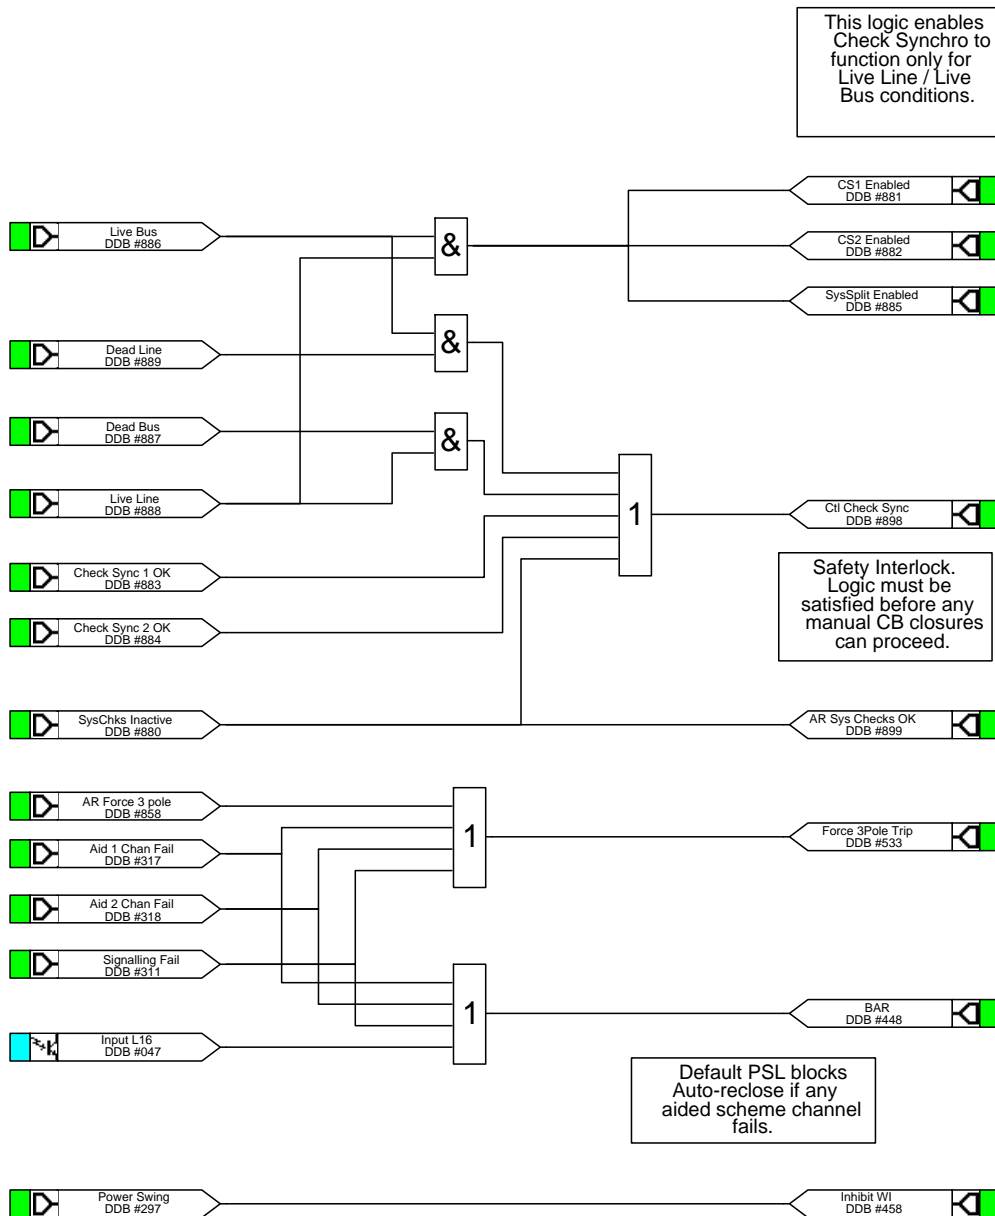 This logic enables
Check Synchro to
function only for
Live Line / Live
Bus conditions.
CS1 Enabled
DDB #881
Live Bus
DDB #886
&
CS2 Enabled
DDB #882
SysSplit Enabled
DDB #885
Dead Line
DDB #889
&
Dead Bus
DDB #887
&
Live Line
DDB #888
1
Ctl Check Sync
DDB #898
Check Sync 1 OK
DDB #883
Safety Interlock.
Logic must be
satisfied before any
manual CB closures
can proceed.
Check Sync 2 OK
DDB #884
SysChks Inactive
DDB #880
AR Sys Checks OK
DDB #899
AR Force 3 pole
DDB #858
1
Force 3Pole Trip
DDB #533
Aid 1 Chan Fail
DDB #317
Aid 2 Chan Fail
DDB #318
Signalling Fail
DDB #311
1
BAR
DDB #448
Input L16
DDB #047
Default PSL blocks
Auto-reclose if any
aided scheme channel
fails.
Power Swing
DDB #297
Inhibit WI
DDB #458